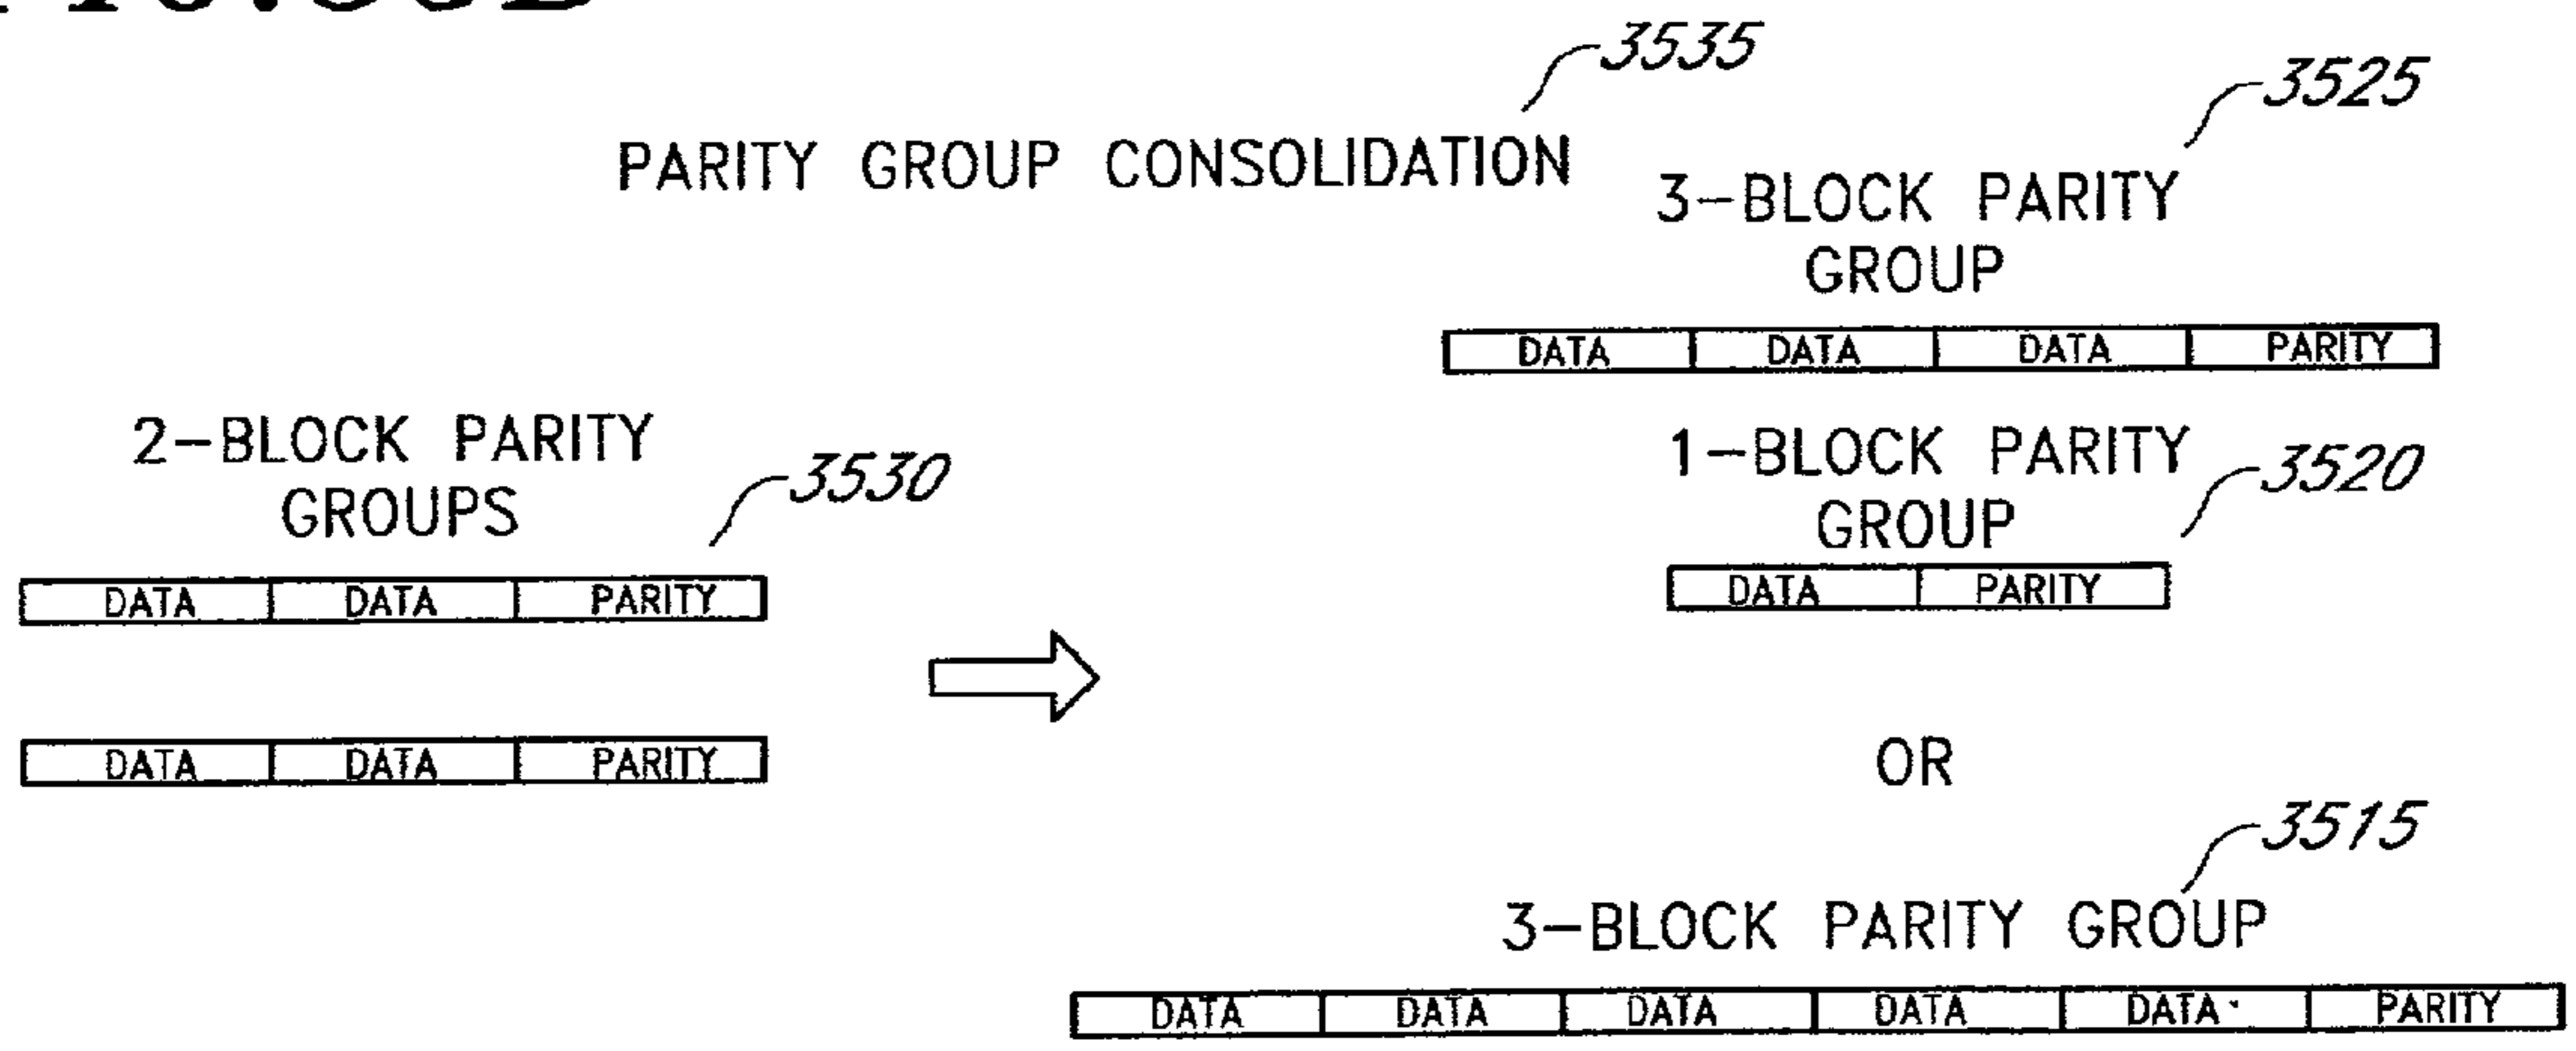 3535
3525
PARITY GROUP CONSOLIDATION
3-BLOCK PARITY
GROUP
DATA DATA DATA PARITY
2-BLOCK PARITY
GROUPS
3530
1-BLOCK PARITY
GROUP
3520
DATA DATA PARITY
DATA PARITY
DATA DATA PARITY
OR
3515
3-BLOCK PARITY GROUP
DATA DATA DATA DATA DATA PARITY